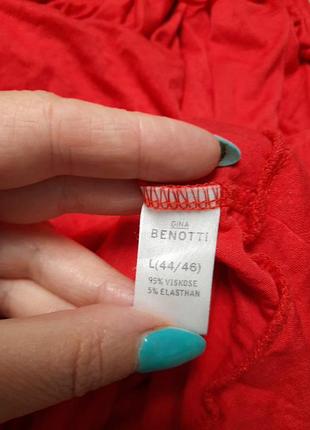 GINA
BENOTTI
L(44/46)
95% VISKOSE
5% ELASTHAN